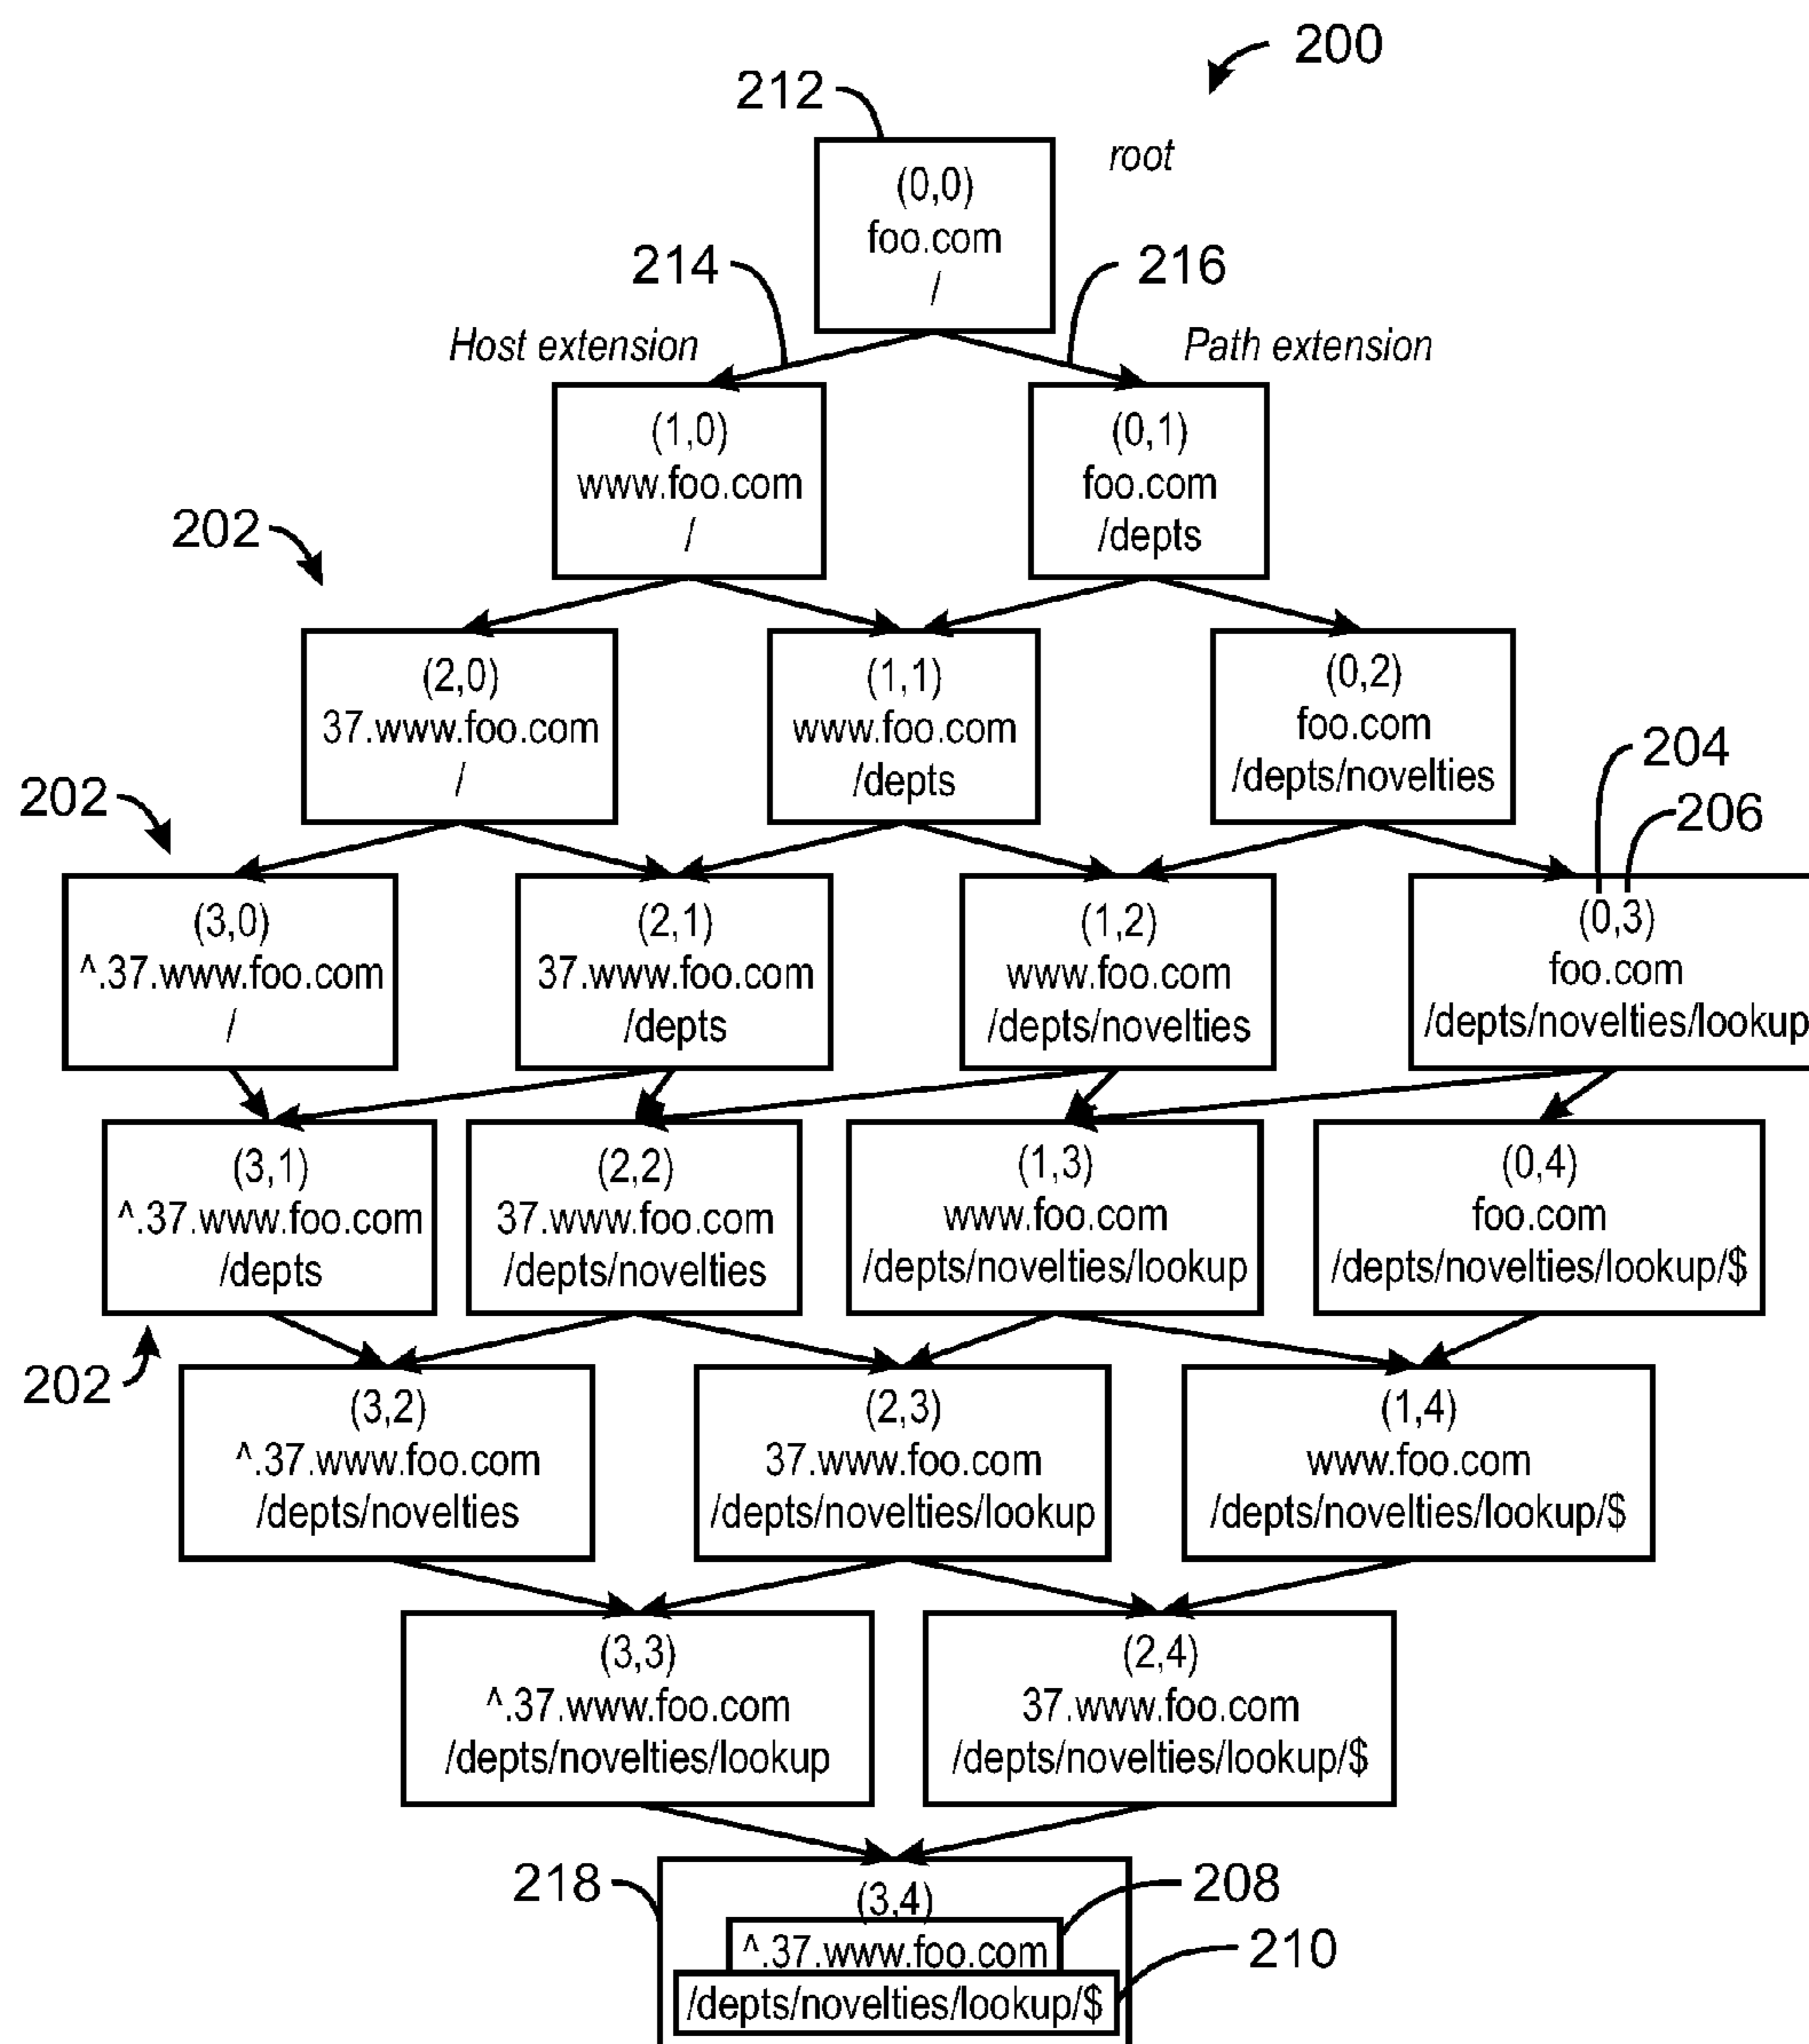 200
212
root
(0,0)
foo.com
/
214
216
Host extension
Path extension
(1,0)
www.foo.com
/
(0,1)
foo.com
/depts
202
(2,0)
37.www.foo.com
/
(1,1)
www.foo.com
/depts
(0,2)
foo.com
/depts/novelties
204
206
202
(3,0)
^.37.www.foo.com
/
(2,1)
37.www.foo.com
/depts
(1,2)
www.foo.com
/depts/novelties
(0,3)
foo.com
/depts/novelties/lookup
(3,1)
^.37.www.foo.com
/depts
(2,2)
37.www.foo.com
/depts/novelties
(1,3)
www.foo.com
/depts/novelties/lookup
(0,4)
foo.com
/depts/novelties/lookup/$
202
(3,2)
^.37.www.foo.com
/depts/novelties
(2,3)
37.www.foo.com
/depts/novelties/lookup
(1,4)
www.foo.com
/depts/novelties/lookup/$
(3,3)
^.37.www.foo.com
/depts/novelties/lookup
(2,4)
37.www.foo.com
/depts/novelties/lookup/$
218
(3,4)
208
^.37.www.foo.com
210
/depts/novelties/lookup/$